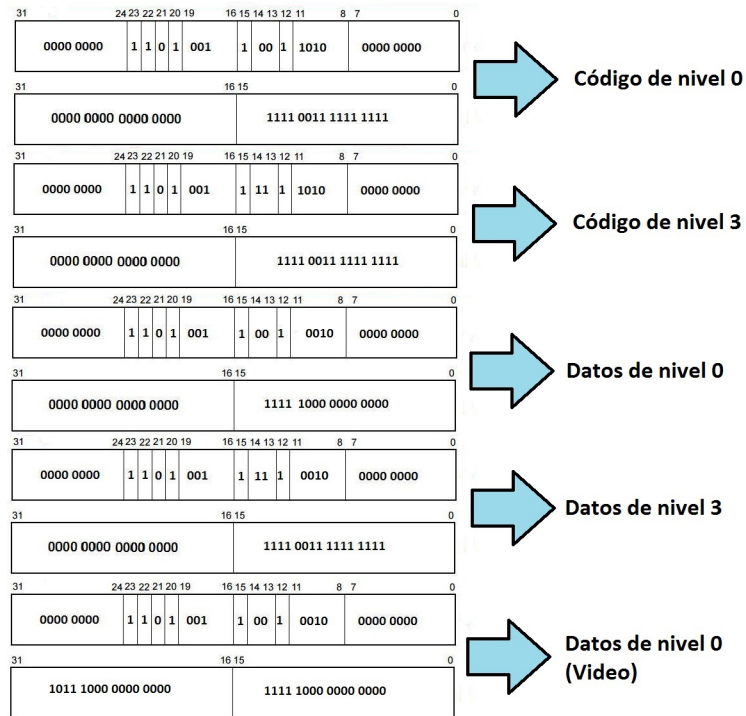 31 24 23 22 21 20 19 16 15 14 13 12 11 8 7 0
0000 0000 1 1 0 1 001 1 00 1 1010 0000 0000
31 16 15 0
0000 0000 0000 0000 1111 0011 1111 1111
Código de nivel 0
31 24 23 22 21 20 19 16 15 14 13 12 11 8 7 0
0000 0000 1 1 0 1 001 1 11 1 1010 0000 0000
31 16 15 0
0000 0000 0000 0000 1111 0011 1111 1111
Código de nivel 3
31 24 23 22 21 20 19 16 15 14 13 12 11 8 7 0
0000 0000 1 1 0 1 001 1 00 1 0010 0000 0000
31 16 15 0
0000 0000 0000 0000 1111 1000 0000 0000
Datos de nivel 0
31 24 23 22 21 20 19 16 15 14 13 12 11 8 7 0
0000 0000 1 1 0 1 001 1 11 1 0010 0000 0000
31 16 15 0
0000 0000 0000 0000 1111 0011 1111 1111
Datos de nivel 3
31 24 23 22 21 20 19 16 15 14 13 12 11 8 7 0
0000 0000 1 1 0 1 001 1 00 1 0010 0000 0000
31 16 15 0
1011 1000 0000 0000 1111 1000 0000 0000
Datos de nivel 0
(Video)